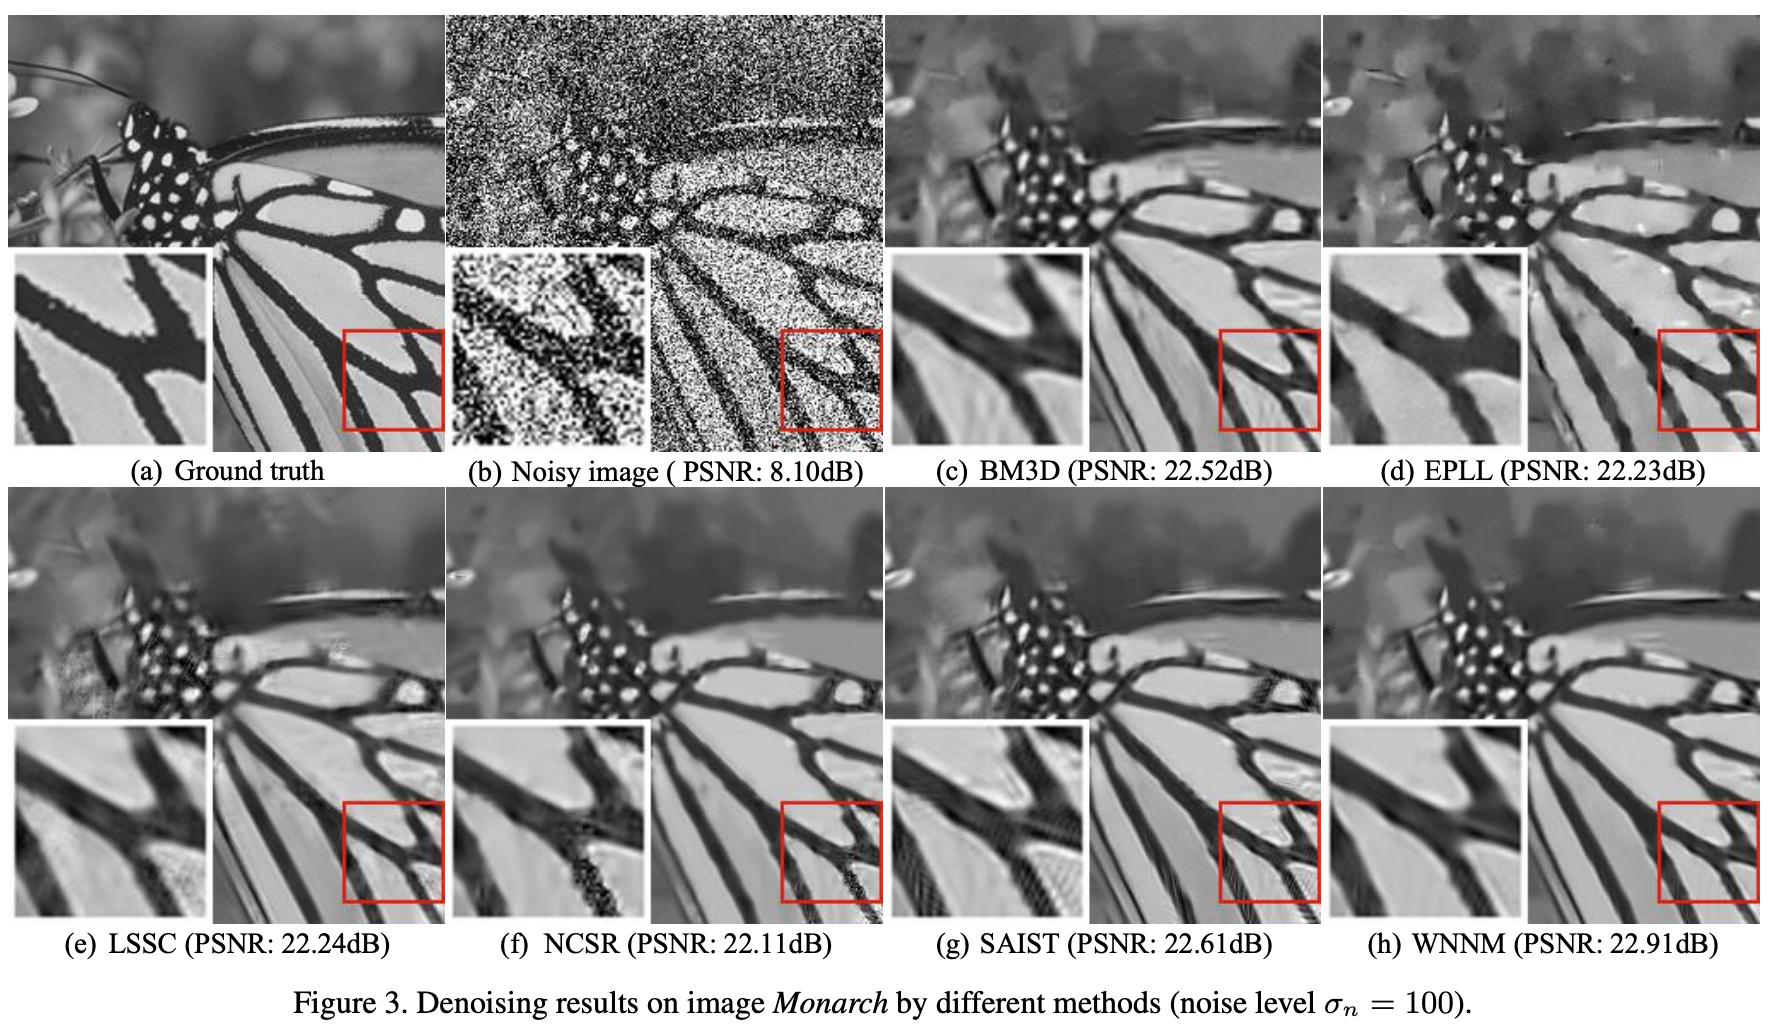 (a) Ground truth
(b) Noisy image ( PSNR: 8.10dB)
(c) BM3D (PSNR: 22.52dB)
(d) EPLL (PSNR: 22.23dB)
(e) LSSC (PSNR: 22.24dB)
(f) NCSR (PSNR: 22.11dB)
(g) SAIST (PSNR: 22.61dB)
(h) WNNM (PSNR: 22.91dB)
Figure 3. Denoising results on image Monarch by different methods (noise level σₙ = 100).